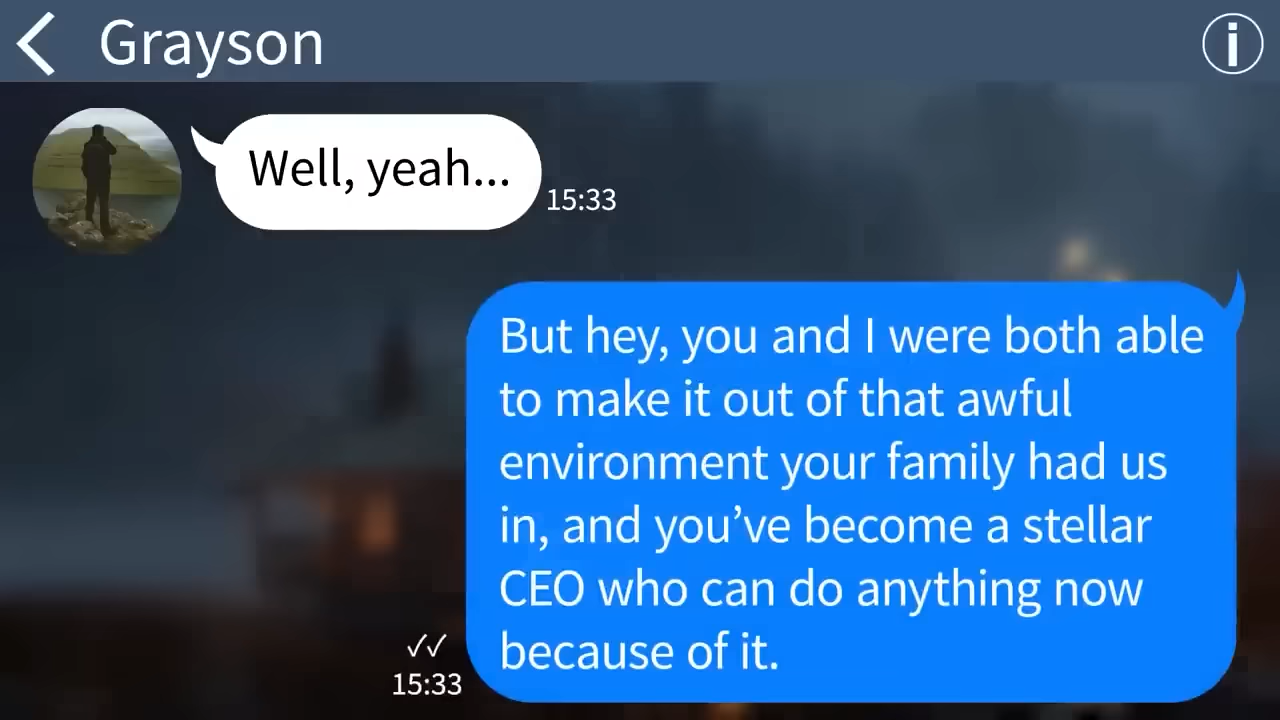 Grayson
Well, yeah...
15:33
But hey, you and I were both able
to make it out of that awful
environment your family had us
in, and you’ve become a stellar
CEO who can do anything now
because of it.
15:33